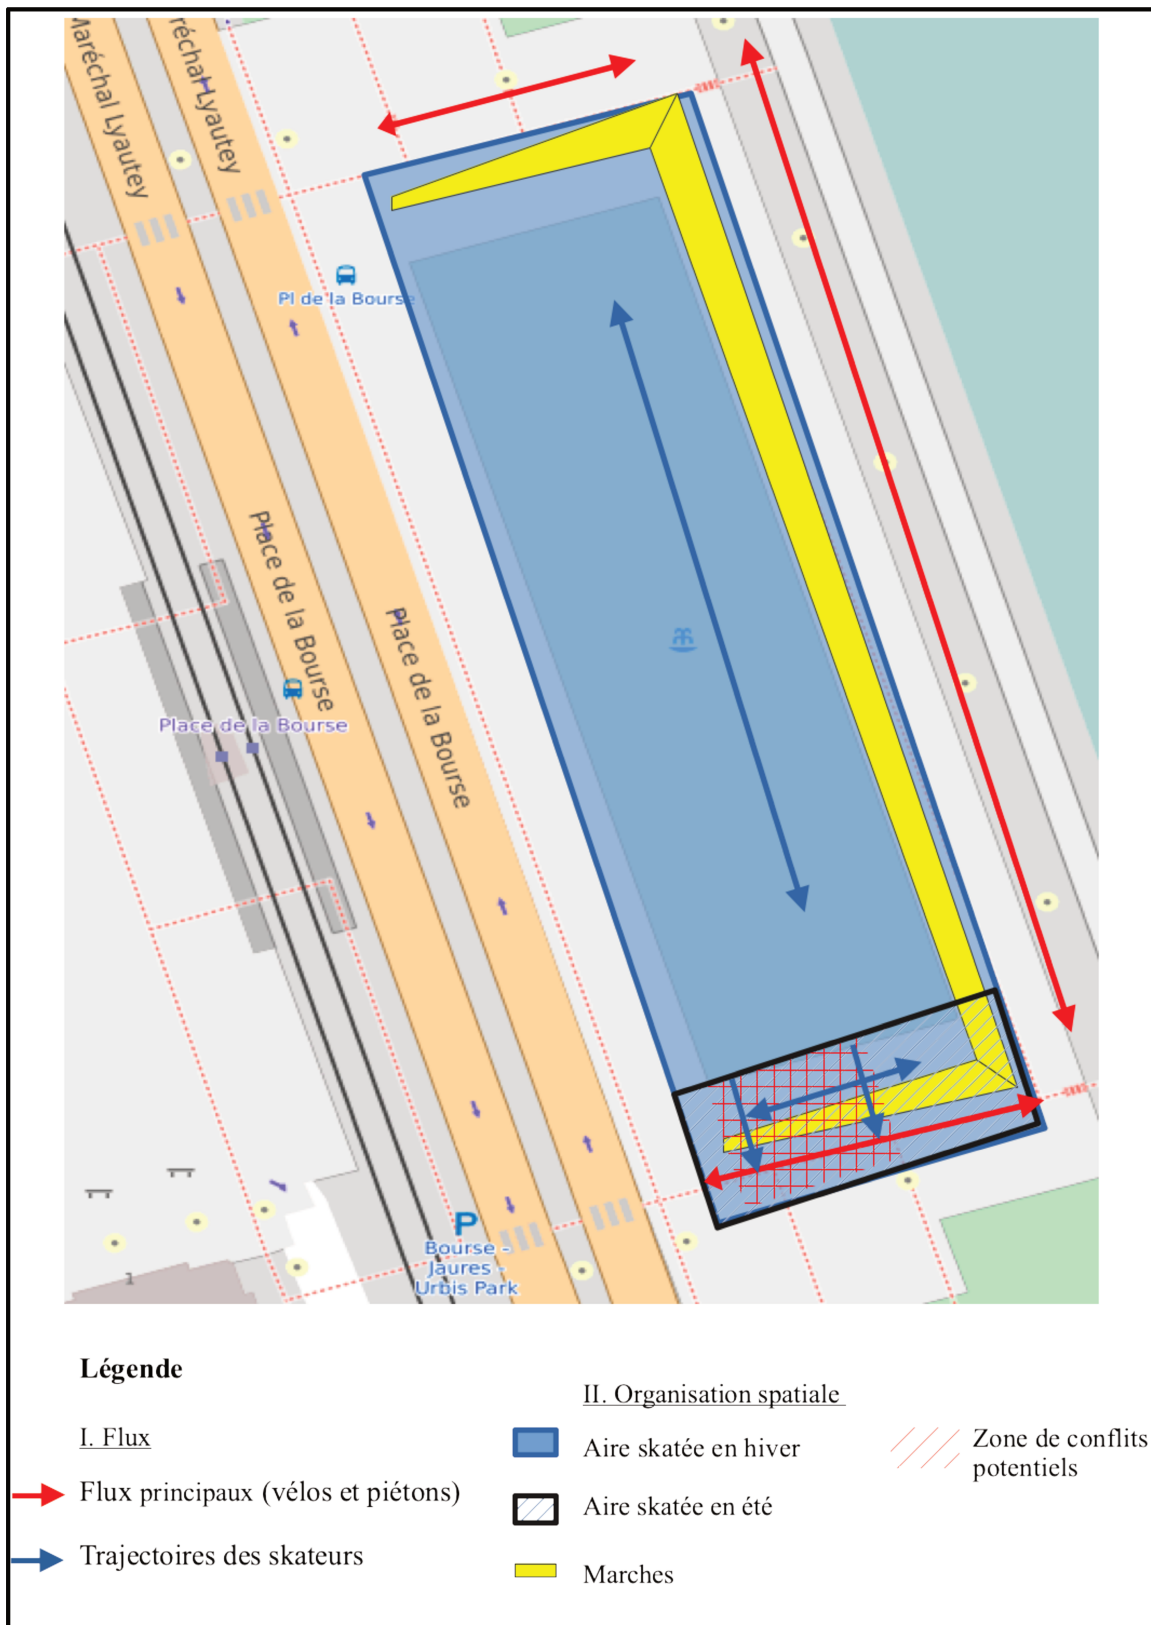 Maréchal Lyautey
réchal Lyautey
Pl de la Bourse
Place de la Bourse
Place de la Bourse
Place de la Bourse
P
Bourse -
Jaures -
Urbis Park
1
Légende
I. Flux
Flux principaux (vélos et piétons)
Trajectoires des skateurs
II. Organisation spatiale
Aire skatée en hiver
Aire skatée en été
Marches
Zone de conflits
potentiels